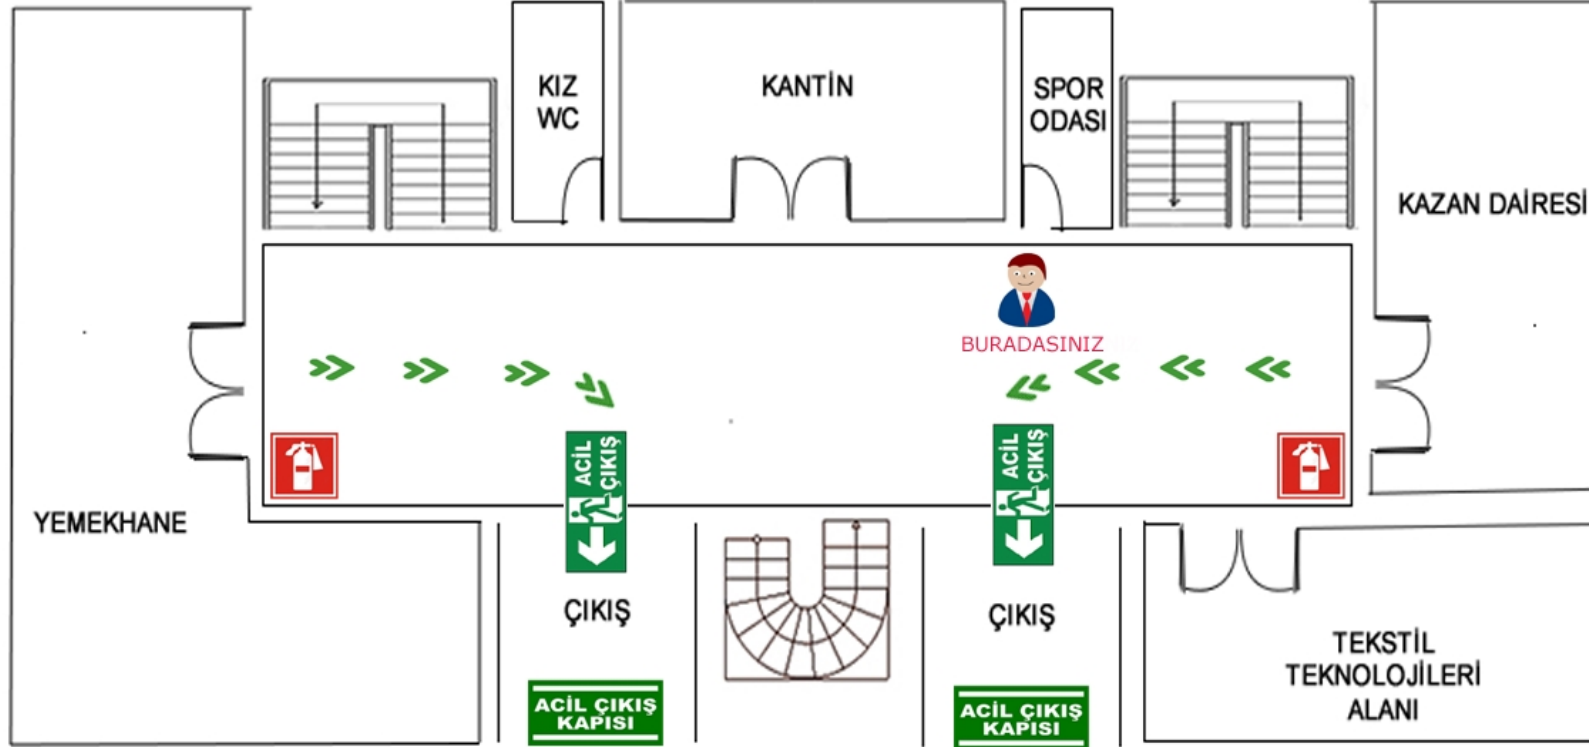 KIZ
WC
KANTİN
SPOR
ODASI
KAZAN DAİRESİ
BURADASINIZ
ACİL
ÇIKIŞ
ACİL
ÇIKIŞ
YEMEKHANE
ÇIKIŞ
ÇIKIŞ
TEKSTİL
TEKNOLOJİLERİ
ALANI
ACİL ÇIKIŞ
KAPISI
ACİL ÇIKIŞ
KAPISI